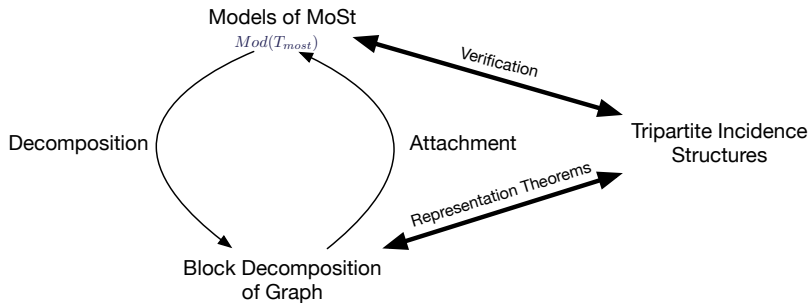 Models of MoSt
Mod(T_most)
Verification
Decomposition
Attachment
Tripartite Incidence
Structures
Representation Theorems
Block Decomposition
of Graph